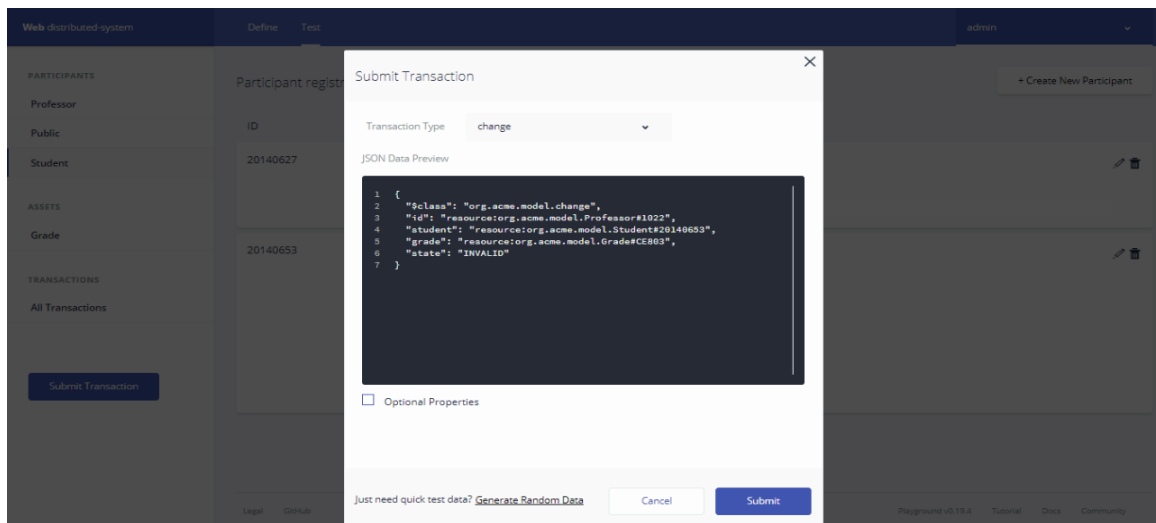 Web distributed-system
Define Test
admin
PARTICIPANTS
Professor
Public
Student
ASSETS
Grade
TRANSACTIONS
All Transactions
Submit Transaction
Participant registr
+ Create New Participant
ID
20140627
20140653
Submit Transaction
Transaction Type change
JSON Data Preview
1 {
2 "$class": "org.acme.model.change",
3 "id": "resource:org.acme.model.Professor#1022",
4 "student": "resource:org.acme.model.Student#20140653",
5 "grade": "resource:org.acme.model.Grade#CE803",
6 "state": "INVALID"
7 }
Optional Properties
Just need quick test data? Generate Random Data
Cancel
Submit
Legal GitHub
Playground v0.19.4 Tutorial Docs Community